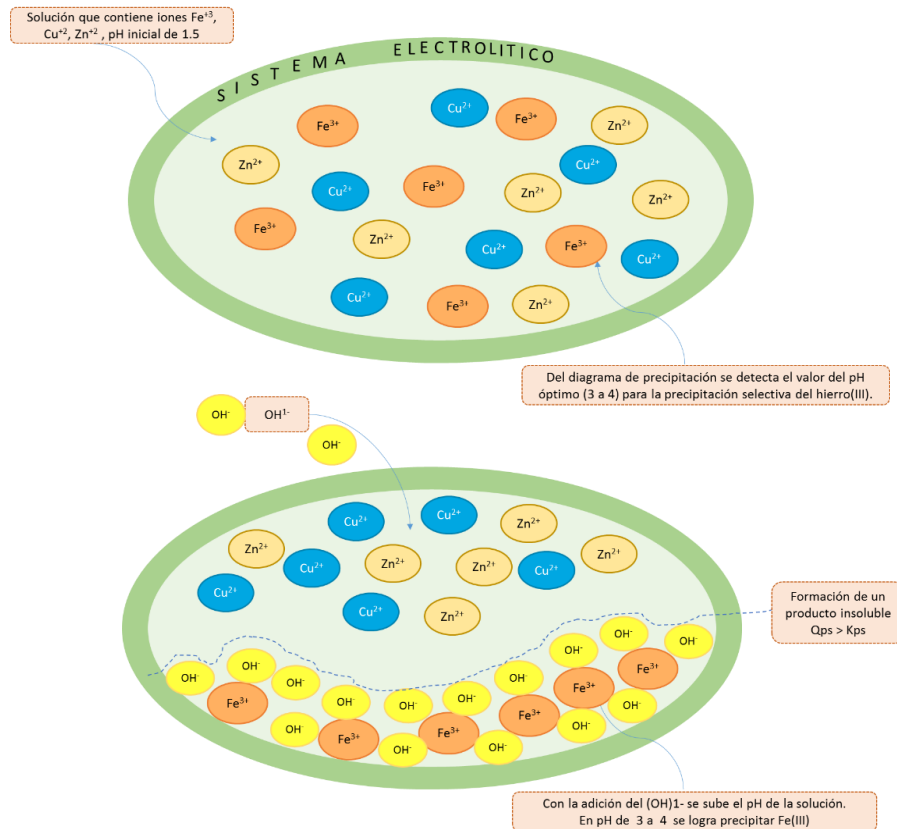 Solución que contiene iones Fe+3,
Cu+2, Zn+2 , pH inicial de 1.5
SISTEMA ELECTROLITICO
Cu2+
Fe3+
Zn2+
Fe3+
Zn2+
Cu2+
Cu2+
Fe3+
Zn2+
Zn2+
Fe3+
Zn2+
Cu2+
Fe3+
Cu2+
Cu2+
Fe3+
Zn2+
Del diagrama de precipitación se detecta el valor del pH
óptimo (3 a 4) para la precipitación selectiva del hierro(III).
OH-
OH1-
OH-
Cu2+
Cu2+
Zn2+
Zn2+
Cu2+
Zn2+
Zn2+
Cu2+
Zn2+
Cu2+
Cu2+
Zn2+
Formación de un
producto insoluble
Qps > Kps
OH-
OH-
OH-
OH-
OH-
OH-
OH-
OH-
OH-
OH-
Fe3+
Fe3+
Fe3+
OH-
OH-
Fe3+
OH-
Fe3+
Fe3+
OH-
OH-
OH-
Con la adición del (OH)1- se sube el pH de la solución.
En pH de 3 a 4 se logra precipitar Fe(III)